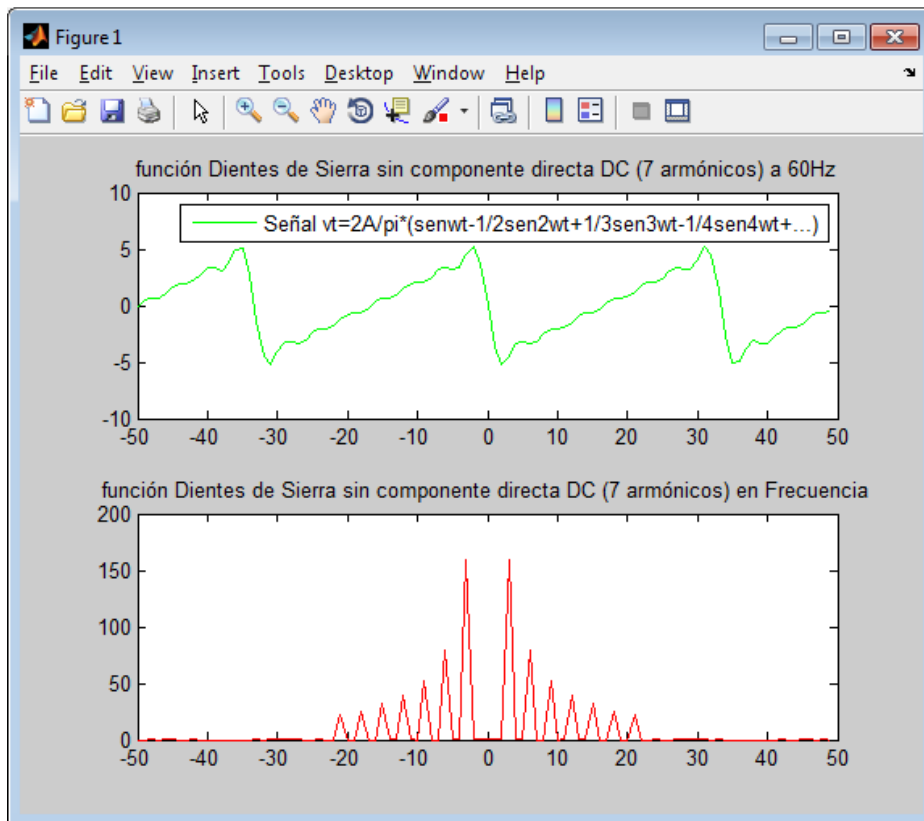 Figure 1
File Edit View Insert Tools Desktop Window Help
función Dientes de Sierra sin componente directa DC (7 armónicos) a 60Hz
Señal vt=2A/pi*(senwt-1/2sen2wt+1/3sen3wt-1/4sen4wt+...)
10
5
0
-5
-10
-50 -40 -30 -20 -10 0 10 20 30 40 50
función Dientes de Sierra sin componente directa DC (7 armónicos) en Frecuencia
200
150
100
50
0
-50 -40 -30 -20 -10 0 10 20 30 40 50